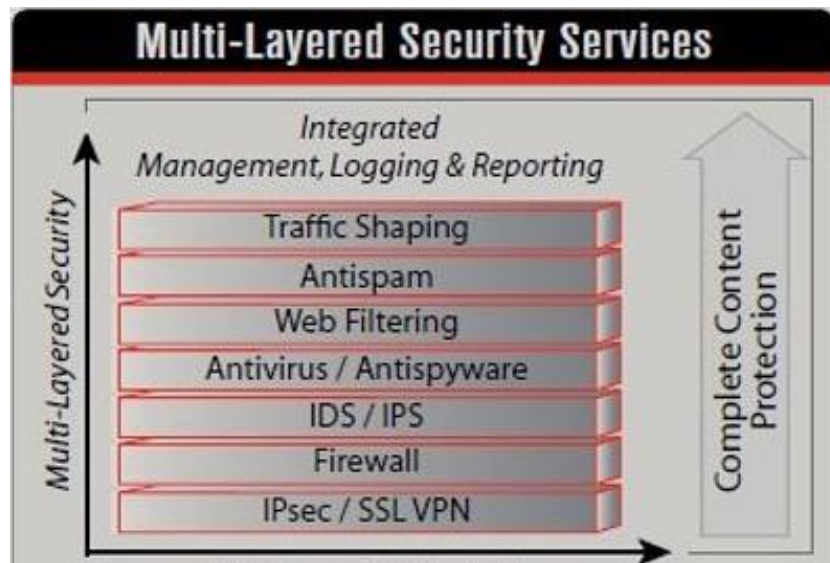 Multi-Layered Security Services
Integrated
Management, Logging & Reporting
Multi-Layered Security
Traffic Shaping
Antispam
Web Filtering
Antivirus / Antispyware
IDS / IPS
Firewall
IPsec / SSL VPN
Complete Content
Protection